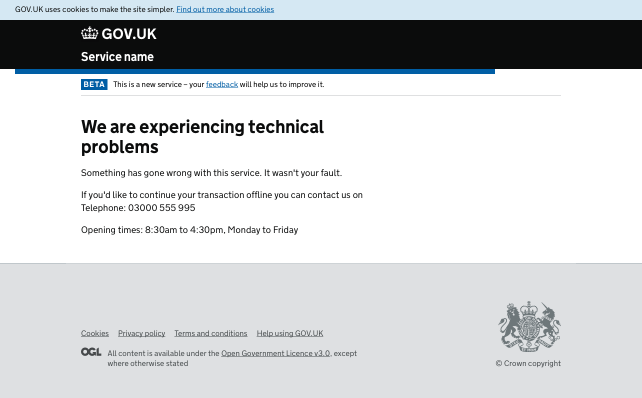 GOV.UK uses cookies to make the site simpler. Find out more about cookies
GOV.UK
Service name
BETA This is a new service – your feedback will help us to improve it.
We are experiencing technical
problems
Something has gone wrong with this service. It wasn't your fault.
If you'd like to continue your transaction offline you can contact us on
Telephone: 03000 555 995
Opening times: 8:30am to 4:30pm, Monday to Friday
Cookies Privacy policy Terms and conditions Help using GOV.UK
OGL All content is available under the Open Government Licence v3.0, except
where otherwise stated
© Crown copyright